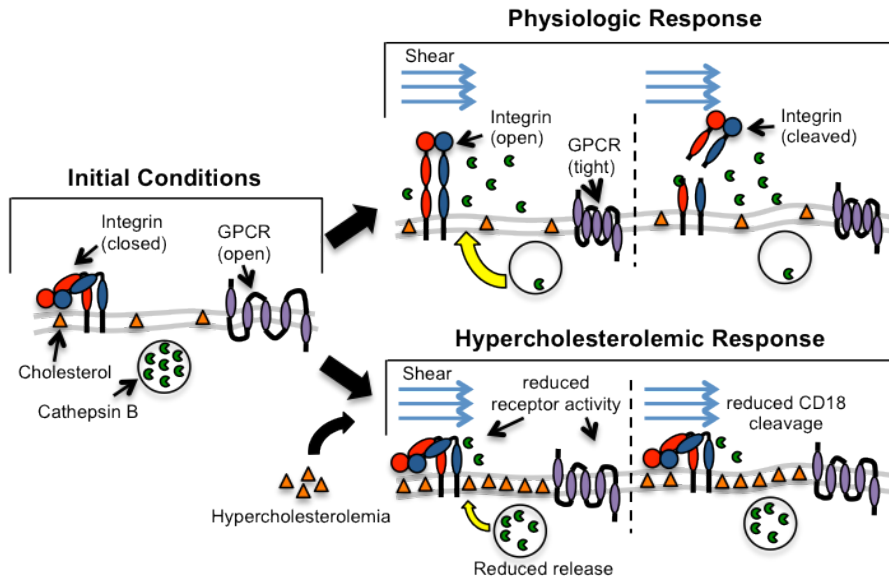 Physiologic Response
Shear
Integrin
(open)
GPCR
(tight)
Integrin
(cleaved)
Initial Conditions
Integrin
(closed)
GPCR
(open)
Cholesterol
Cathepsin B
Hypercholesterolemia
Hypercholesterolemic Response
Shear
reduced
receptor activity
reduced CD18
cleavage
Reduced release